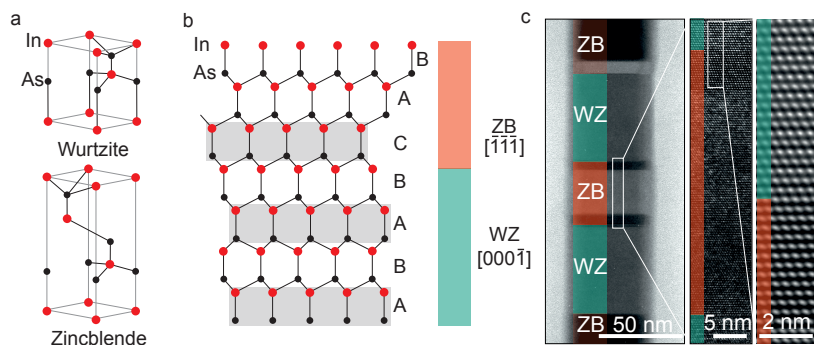 a
In
As
Wurtzite
Zincblende
b
In
As
B
A
C
B
A
B
A
ZB
[1̄1̄1̄]
WZ
[0001̄]
c
ZB
WZ
ZB
WZ
ZB
50 nm
5 nm
2 nm